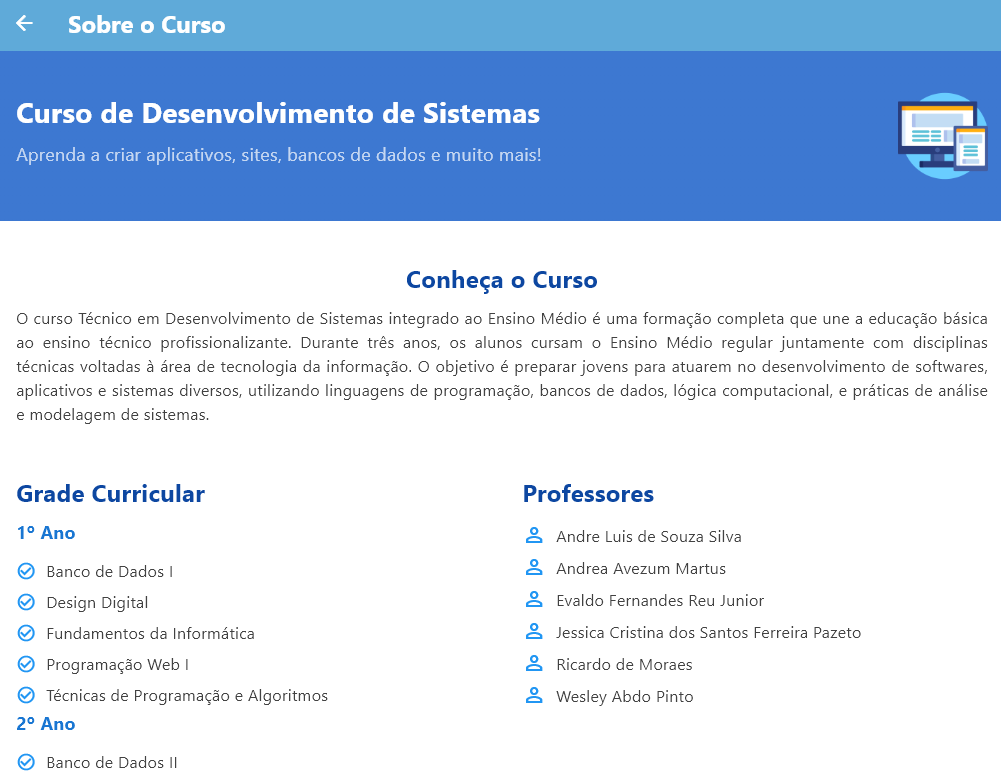 Sobre o Curso
Curso de Desenvolvimento de Sistemas
Aprenda a criar aplicativos, sites, bancos de dados e muito mais!
Conheça o Curso
O curso Técnico em Desenvolvimento de Sistemas integrado ao Ensino Médio é uma formação completa que une a educação básica
ao ensino técnico profissionalizante. Durante três anos, os alunos cursam o Ensino Médio regular juntamente com disciplinas
técnicas voltadas à área de tecnologia da informação. O objetivo é preparar jovens para atuarem no desenvolvimento de softwares,
aplicativos e sistemas diversos, utilizando linguagens de programação, bancos de dados, lógica computacional, e práticas de análise
e modelagem de sistemas.
Grade Curricular
1º Ano
Banco de Dados I
Design Digital
Fundamentos da Informática
Programação Web I
Técnicas de Programação e Algoritmos
2º Ano
Banco de Dados II
Professores
Andre Luis de Souza Silva
Andrea Avezum Martus
Evaldo Fernandes Reu Junior
Jessica Cristina dos Santos Ferreira Pazeto
Ricardo de Moraes
Wesley Abdo Pinto